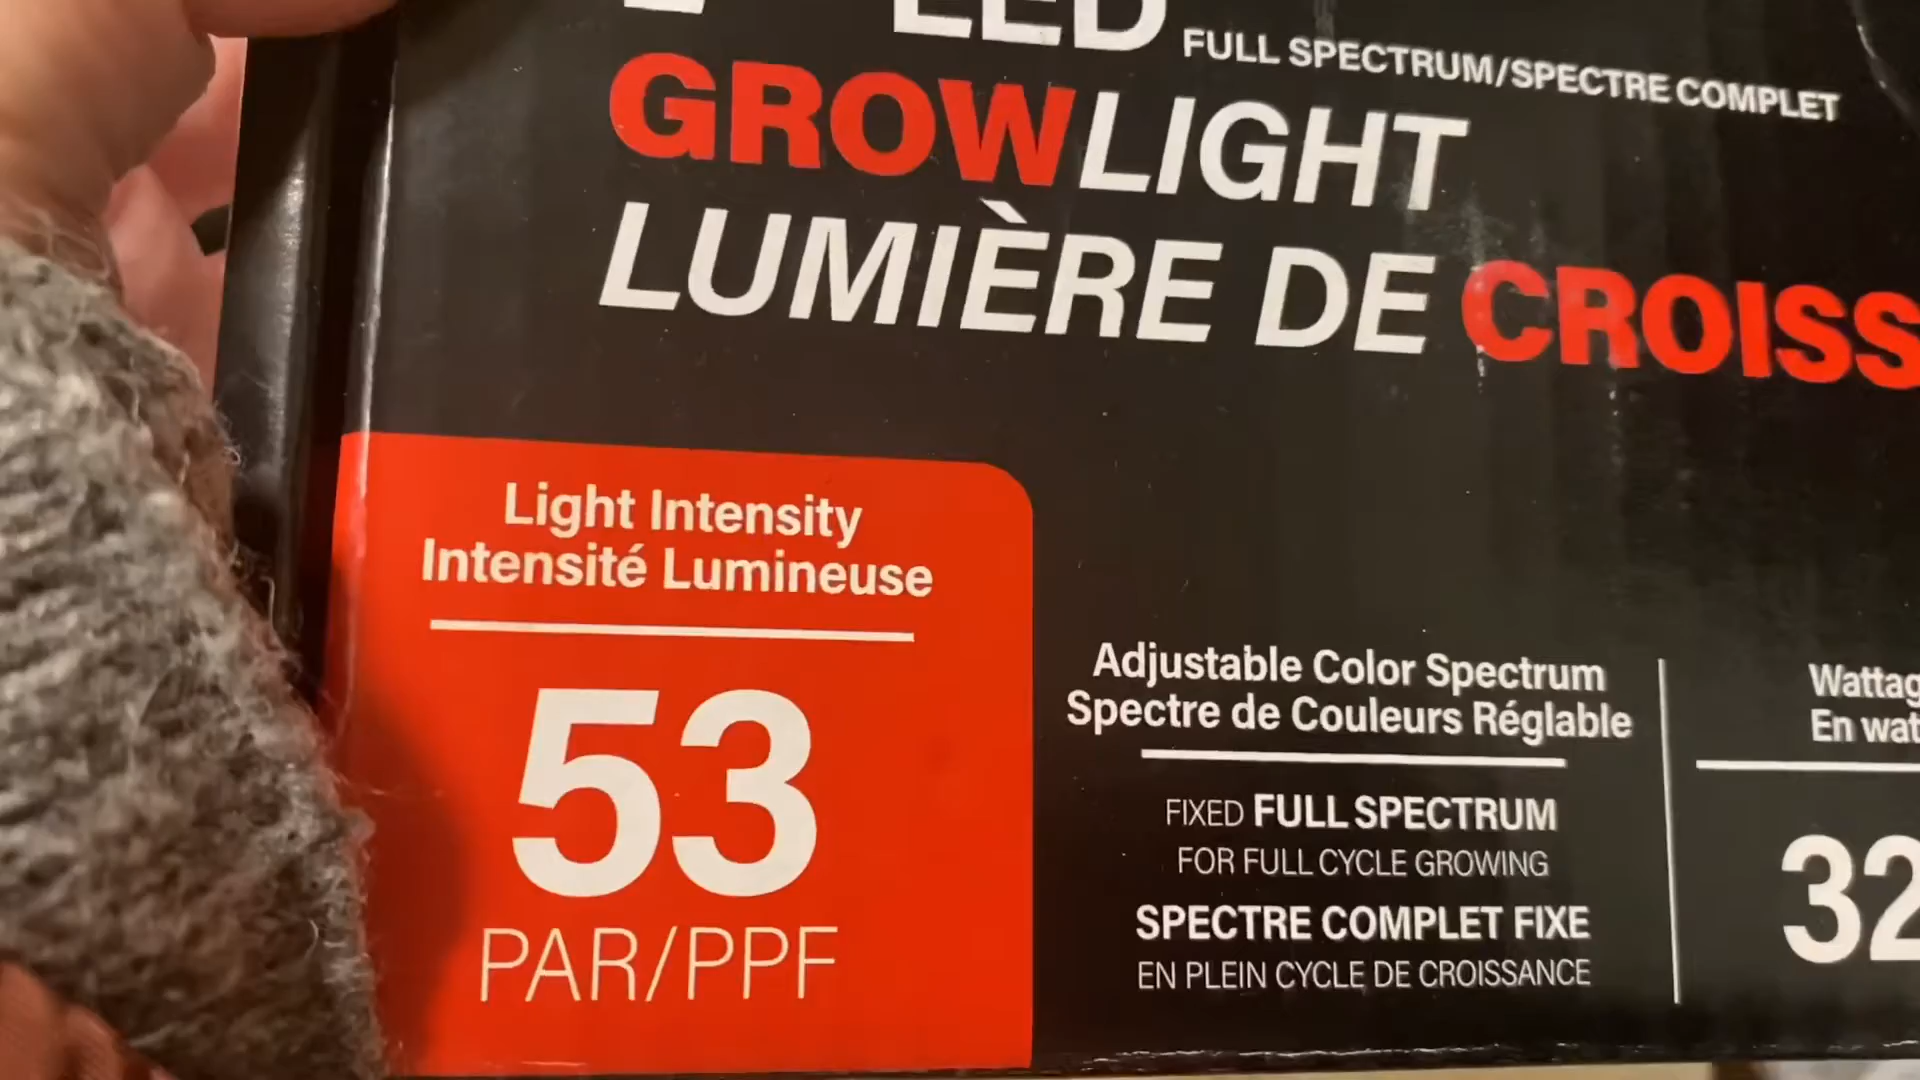 LED FULL SPECTRUM/SPECTRE COMPLET
GROWLIGHT
LUMIÈRE DE CROISS
Light Intensity
Intensité Lumineuse
53
PAR/PPF
Adjustable Color Spectrum
Spectre de Couleurs Réglable
FIXED FULL SPECTRUM
FOR FULL CYCLE GROWING
SPECTRE COMPLET FIXE
EN PLEIN CYCLE DE CROISSANCE
Wattag
En wat
32